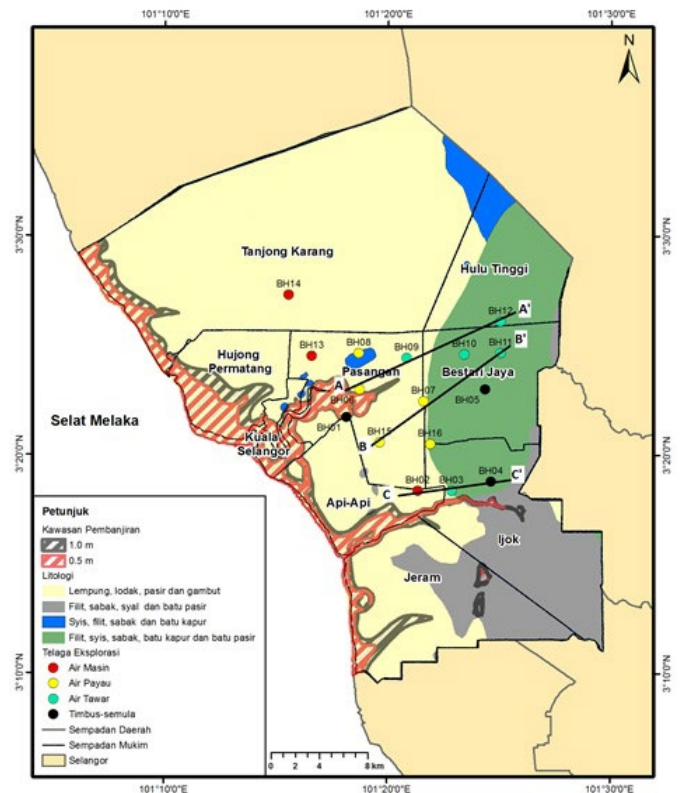 101°10'0"E 101°20'0"E 101°30'0"E
N
3°30'0"N 3°30'0"N
Tanjong Karang
Hulu Tinggi
BH14
BH12 A'
BH13 BH08 BH09 BH10 BH11 B'
Hujong
Permatang
Pasangan
Bestari Jaya
A
BH06
BH07
BH05
Selat Melaka
BH01
Kuala
Selangor
BH15 BH16
B
3°20'0"N 3°20'0"N
BH02 BH03 BH04 C'
C
Api-Api
Ijok
Jeram
3°10'0"N 3°10'0"N
Petunjuk
Kawasan Pembanjiran
1.0 m
0.5 m
Litologi
Lempung, lodak, pasir dan gambut
Filit, sabak, syal dan batu pasir
Syis, filit, sabak dan batu kapur
Filit, syis, sabak, batu kapur dan batu pasir
Telaga Eksplorasi
Air Masin
Air Payau
Air Tawar
Timbus-semula
Sempadan Daerah
Sempadan Mukim
Selangor
0 2 4 8 km
101°10'0"E 101°20'0"E 101°30'0"E